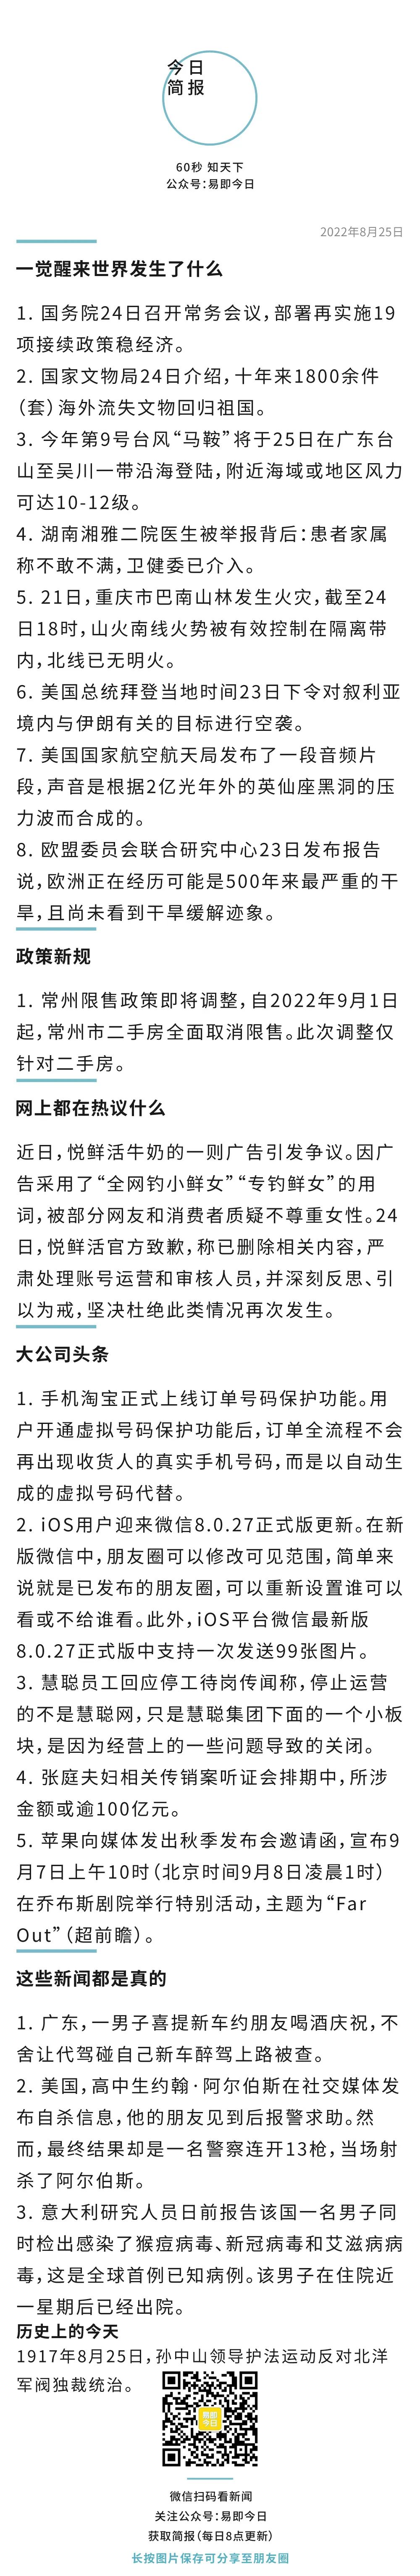 今日
简报
60秒 知天下
公众号：易即今日
2022年8月25日
一觉醒来世界发生了什么
1. 国务院24日召开常务会议，部署再实施19
项接续政策稳经济。
2. 国家文物局24日介绍，十年来1800余件
（套）海外流失文物回归祖国。
3. 今年第9号台风“马鞍”将于25日在广东台
山至吴川一带沿海登陆，附近海域或地区风力
可达10-12级。
4. 湖南湘雅二院医生被举报背后：患者家属
称不敢不满，卫健委已介入。
5. 21日，重庆市巴南山林发生火灾，截至24
日18时，山火南线火势被有效控制在隔离带
内，北线已无明火。
6. 美国总统拜登当地时间23日下令对叙利亚
境内与伊朗有关的目标进行空袭。
7. 美国国家航空航天局发布了一段音频片
段，声音是根据2亿光年外的英仙座黑洞的压
力波而合成的。
8. 欧盟委员会联合研究中心23日发布报告
说，欧洲正在经历可能是500年来最严重的干
旱，且尚未看到干旱缓解迹象。
政策新规
1. 常州限售政策即将调整，自2022年9月1日
起，常州市二手房全面取消限售。此次调整仅
针对二手房。
网上都在热议什么
近日，悦鲜活牛奶的一则广告引发争议。因广
告采用了“全网钓小鲜女”“专钓鲜女”的用
词，被部分网友和消费者质疑不尊重女性。24
日，悦鲜活官方致歉，称已删除相关内容，严
肃处理账号运营和审核人员，并深刻反思、引
以为戒，坚决杜绝此类情况再次发生。
大公司头条
1. 手机淘宝正式上线订单号码保护功能。用
户开通虚拟号码保护功能后，订单全流程不会
再出现收货人的真实手机号码，而是以自动生
成的虚拟号码代替。
2. iOS用户迎来微信8.0.27正式版更新。在新
版微信中，朋友圈可以修改可见范围，简单来
说就是已发布的朋友圈，可以重新设置谁可以
看或不给谁看。此外，iOS平台微信最新版
8.0.27正式版中支持一次发送99张图片。
3. 慧聪员工回应停工待岗传闻称，停止运营
的不是慧聪网，只是慧聪集团下面的一个小板
块，是因为经营上的一些问题导致的关闭。
4. 张庭夫妇相关传销案听证会排期中，所涉
金额或逾100亿元。
5. 苹果向媒体发出秋季发布会邀请函，宣布9
月7日上午10时（北京时间9月8日凌晨1时）
在乔布斯剧院举行特别活动，主题为“Far
Out”（超前瞻）。
这些新闻都是真的
1. 广东，一男子喜提新车约朋友喝酒庆祝，不
舍让代驾碰自己新车醉驾上路被查。
2. 美国，高中生约翰·阿尔伯斯在社交媒体发
布自杀信息，他的朋友见到后报警求助。然
而，最终结果却是一名警察连开13枪，当场射
杀了阿尔伯斯。
3. 意大利研究人员日前报告该国一名男子同
时检出感染了猴痘病毒、新冠病毒和艾滋病病
毒，这是全球首例已知病例。该男子在住院近
一星期后已经出院。
历史上的今天
1917年8月25日，孙中山领导护法运动反对北洋
军阀独裁统治。
易即
今日
微信扫码看新闻
关注公众号：易即今日
获取简报（每日8点更新）
长按图片保存可分享至朋友圈